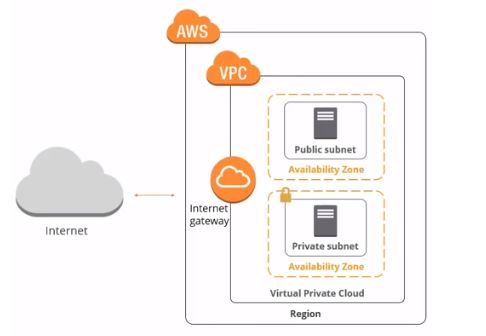 AWS
VPC
Public subnet
Availability Zone
Internet
Internet
gateway
Private subnet
Availability Zone
Virtual Private Cloud
Region